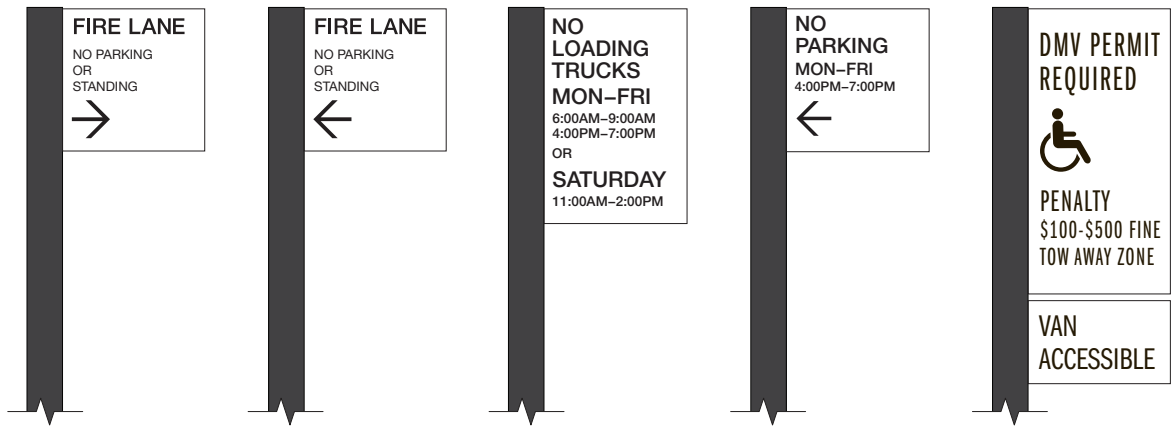 FIRE LANE
NO PARKING
OR
STANDING
FIRE LANE
NO PARKING
OR
STANDING
NO
LOADING
TRUCKS
MON–FRI
6:00AM–9:00AM
4:00PM–7:00PM
OR
SATURDAY
11:00AM–2:00PM
NO
PARKING
MON–FRI
4:00PM–7:00PM
DMV PERMIT
REQUIRED
PENALTY
$100-$500 FINE
TOW AWAY ZONE
VAN
ACCESSIBLE